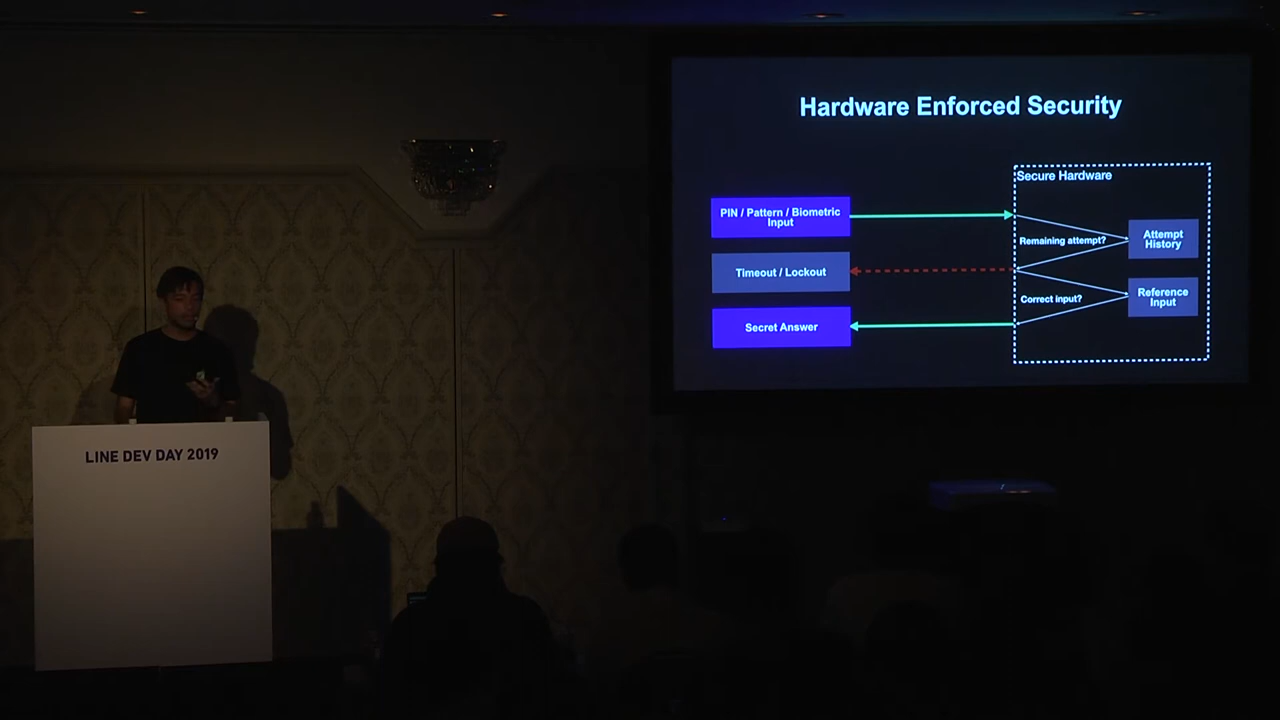 Hardware Enforced Security
Secure Hardware
PIN / Pattern / Biometric
Input
Remaining attempt?
Attempt
History
Timeout / Lockout
Correct input?
Reference
Input
Secret Answer
LINE DEV DAY 2019